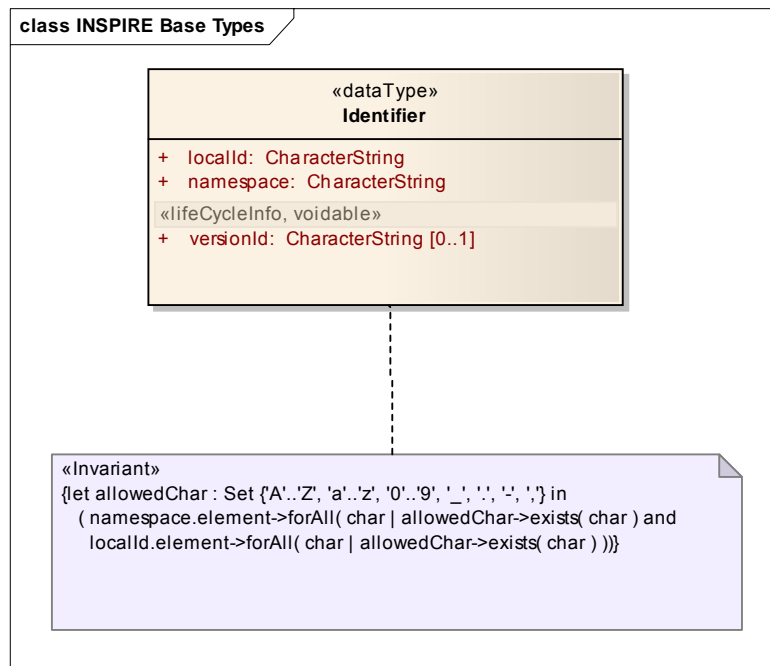 class INSPIRE Base Types
«dataType»
Identifier
+ localId: CharacterString
+ namespace: CharacterString
«lifeCycleInfo, voidable»
+ versionId: CharacterString [0..1]
«Invariant»
{let allowedChar : Set {'A'..'Z', 'a'..'z', '0'..'9', '_', '.', '-', ','} in
( namespace.element->forAll( char | allowedChar->exists( char ) and
localId.element->forAll( char | allowedChar->exists( char ) ))}